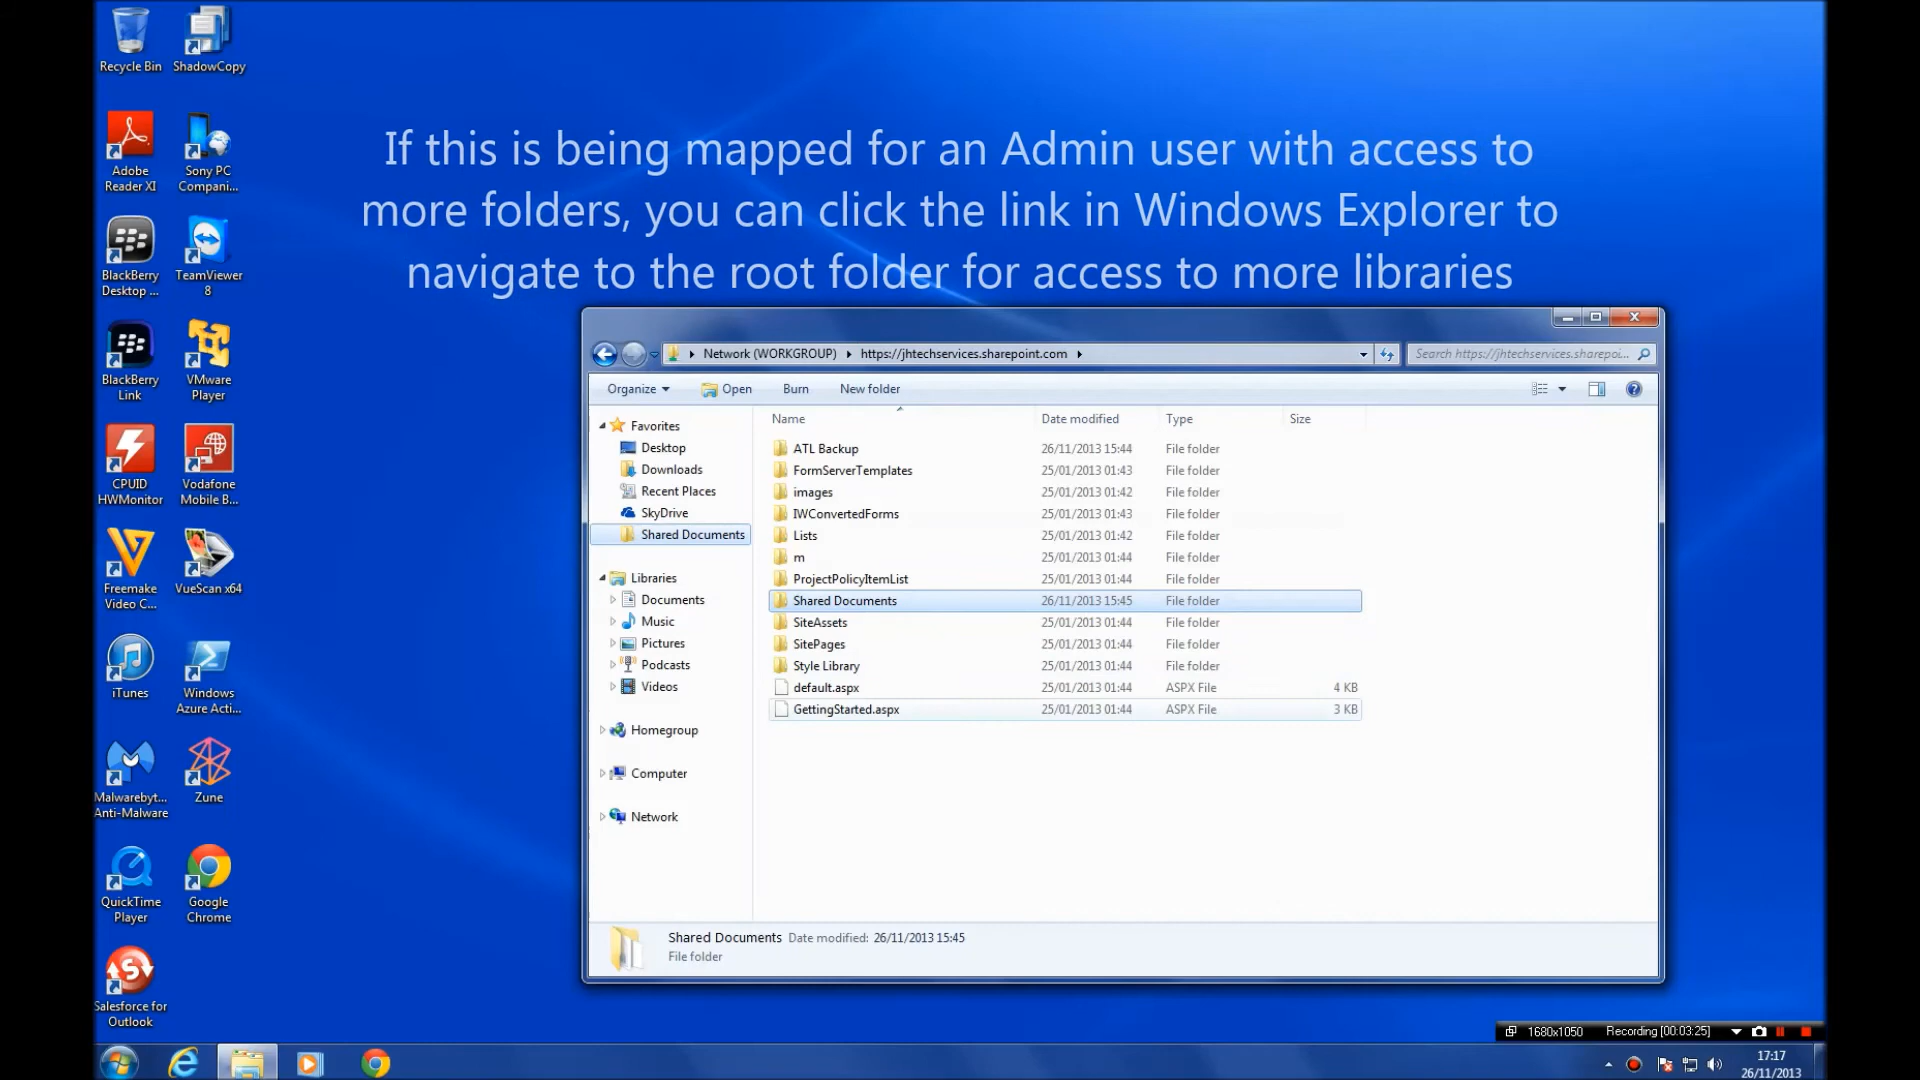 Recycle Bin
ShadowCopy
If this is being mapped for an Admin user with access to
more folders, you can click the link in Windows Explorer to
navigate to the root folder for access to more libraries
Adobe
Reader XI
Sony PC
Compani...
BlackBerry
Desktop ...
TeamViewer
8
BlackBerry
Link
VMware
Player
CPUID
HWMonitor
Vodafone
Mobile B...
Freemake
Video C...
VueScan x64
iTunes
Windows
Azure Acti...
Malwarebyt...
Anti-Malware
Zune
QuickTime
Player
Google
Chrome
Salesforce for
Outlook
Network (WORKGROUP) https://jhtechservices.sharepoint.com
Search https://jhtechservices.sharepoi...
Organize Open Burn New folder
Favorites
Desktop
Downloads
Recent Places
SkyDrive
Shared Documents
Libraries
Documents
Music
Pictures
Podcasts
Videos
Homegroup
Computer
Network
Name Date modified Type Size
ATL Backup 26/11/2013 15:44 File folder
FormServerTemplates 25/01/2013 01:43 File folder
images 25/01/2013 01:42 File folder
IWConvertedForms 25/01/2013 01:43 File folder
Lists 25/01/2013 01:42 File folder
m 25/01/2013 01:44 File folder
ProjectPolicyItemList 25/01/2013 01:44 File folder
Shared Documents 26/11/2013 15:45 File folder
SiteAssets 25/01/2013 01:44 File folder
SitePages 25/01/2013 01:44 File folder
Style Library 25/01/2013 01:44 File folder
default.aspx 25/01/2013 01:44 ASPX File 4 KB
GettingStarted.aspx 25/01/2013 01:44 ASPX File 3 KB
Shared Documents Date modified: 26/11/2013 15:45
File folder
1680x1050 Recording [00:03:25]
17:17
26/11/2013